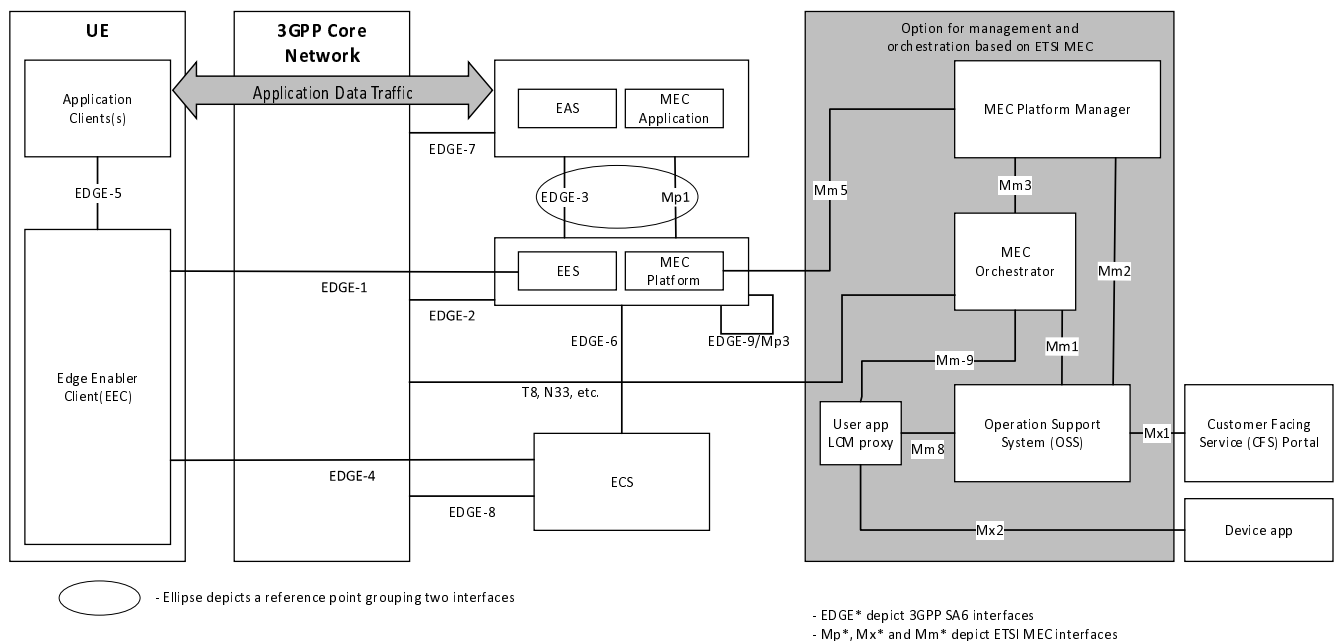 UE
3GPP Core
Network
Option for management and
orchestration based on ETSI MEC
Application
Clients(s)
Application Data Traffic
EAS
MEC
Application
MEC Platform Manager
EDGE-7
EDGE-5
EDGE-3
Mp1
Mm5
Mm3
Edge Enabler
Client(EEC)
EES
MEC
Platform
MEC
Orchestrator
Mm2
EDGE-1
EDGE-2
EDGE-6
EDGE-9/Mp3
Mm-9
Mm1
T8, N33, etc.
User app
LCM proxy
Mm8
Operation Support
System (OSS)
Mx1
Customer Facing
Service (CFS) Portal
EDGE-4
ECS
EDGE-8
Mx2
Device app
- Ellipse depicts a reference point grouping two interfaces
- EDGE* depict 3GPP SA6 interfaces
- Mp*, Mx* and Mm* depict ETSI MEC interfaces